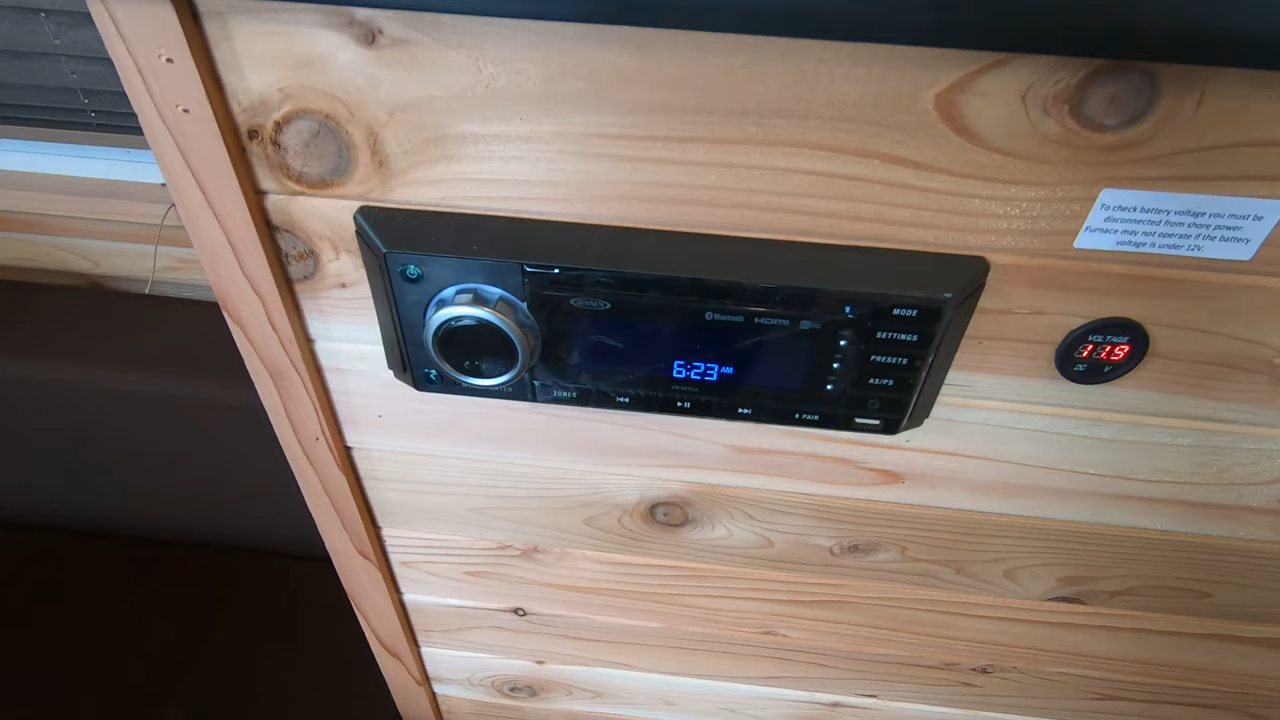 To check battery voltage you must be
disconnected from shore power.
Furnace may not operate if the battery
voltage is under 12V.
JENSEN
Bluetooth
HDMI
MODE
SETTINGS
PRESETS
AS/PS
6:23 AM
ZONES
PAIR
VOLTAGE
11.9
DC V